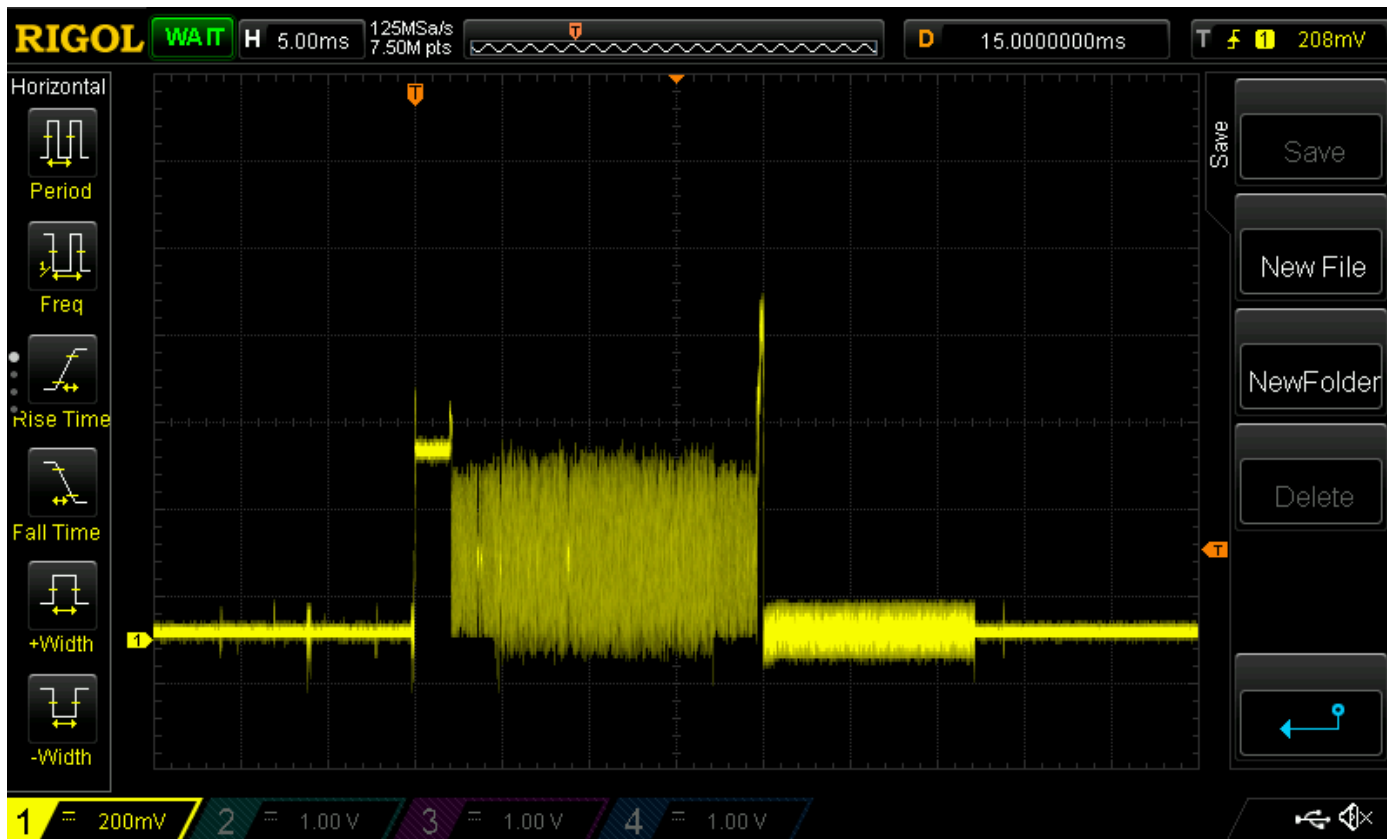 RIGOL WAIT H 5.00ms 125MSa/s D 15.0000000ms T 1 208mV
7.50M pts
T
Horizontal
T
Save
Save
Period
New File
Freq
NewFolder
Rise Time
Delete
Fall Time
T
1
+Width
-Width
1 200mV 2 1.00 V 3 1.00 V 4 1.00 V